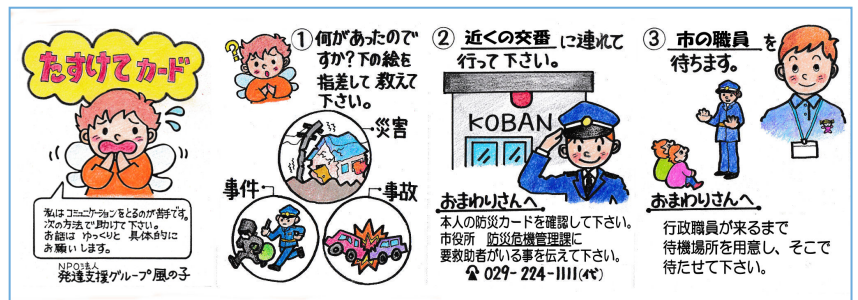 たすけてカード
私はコミュニケーションをとるのが苦手です。
次の方法で助けて下さい。
お話は ゆっくりと 具体的に
お願いします。
NPO法人
発達支援グループ風の子
① 何があったので
すか?下の絵を
指差して教えて
下さい。
災害
事件
事故
② 近くの交番 に連れて
行って下さい。
KOBAN
おまわりさんへ
本人の防災カードを確認して下さい。
市役所 防災危機管理課に
要救助者がいる事を伝えて下さい。
☎ 029-224-1111(代)
③ 市の職員 を
待ちます。
おまわりさんへ
行政職員が来るまで
待機場所を用意し、そこで
待たせて下さい。